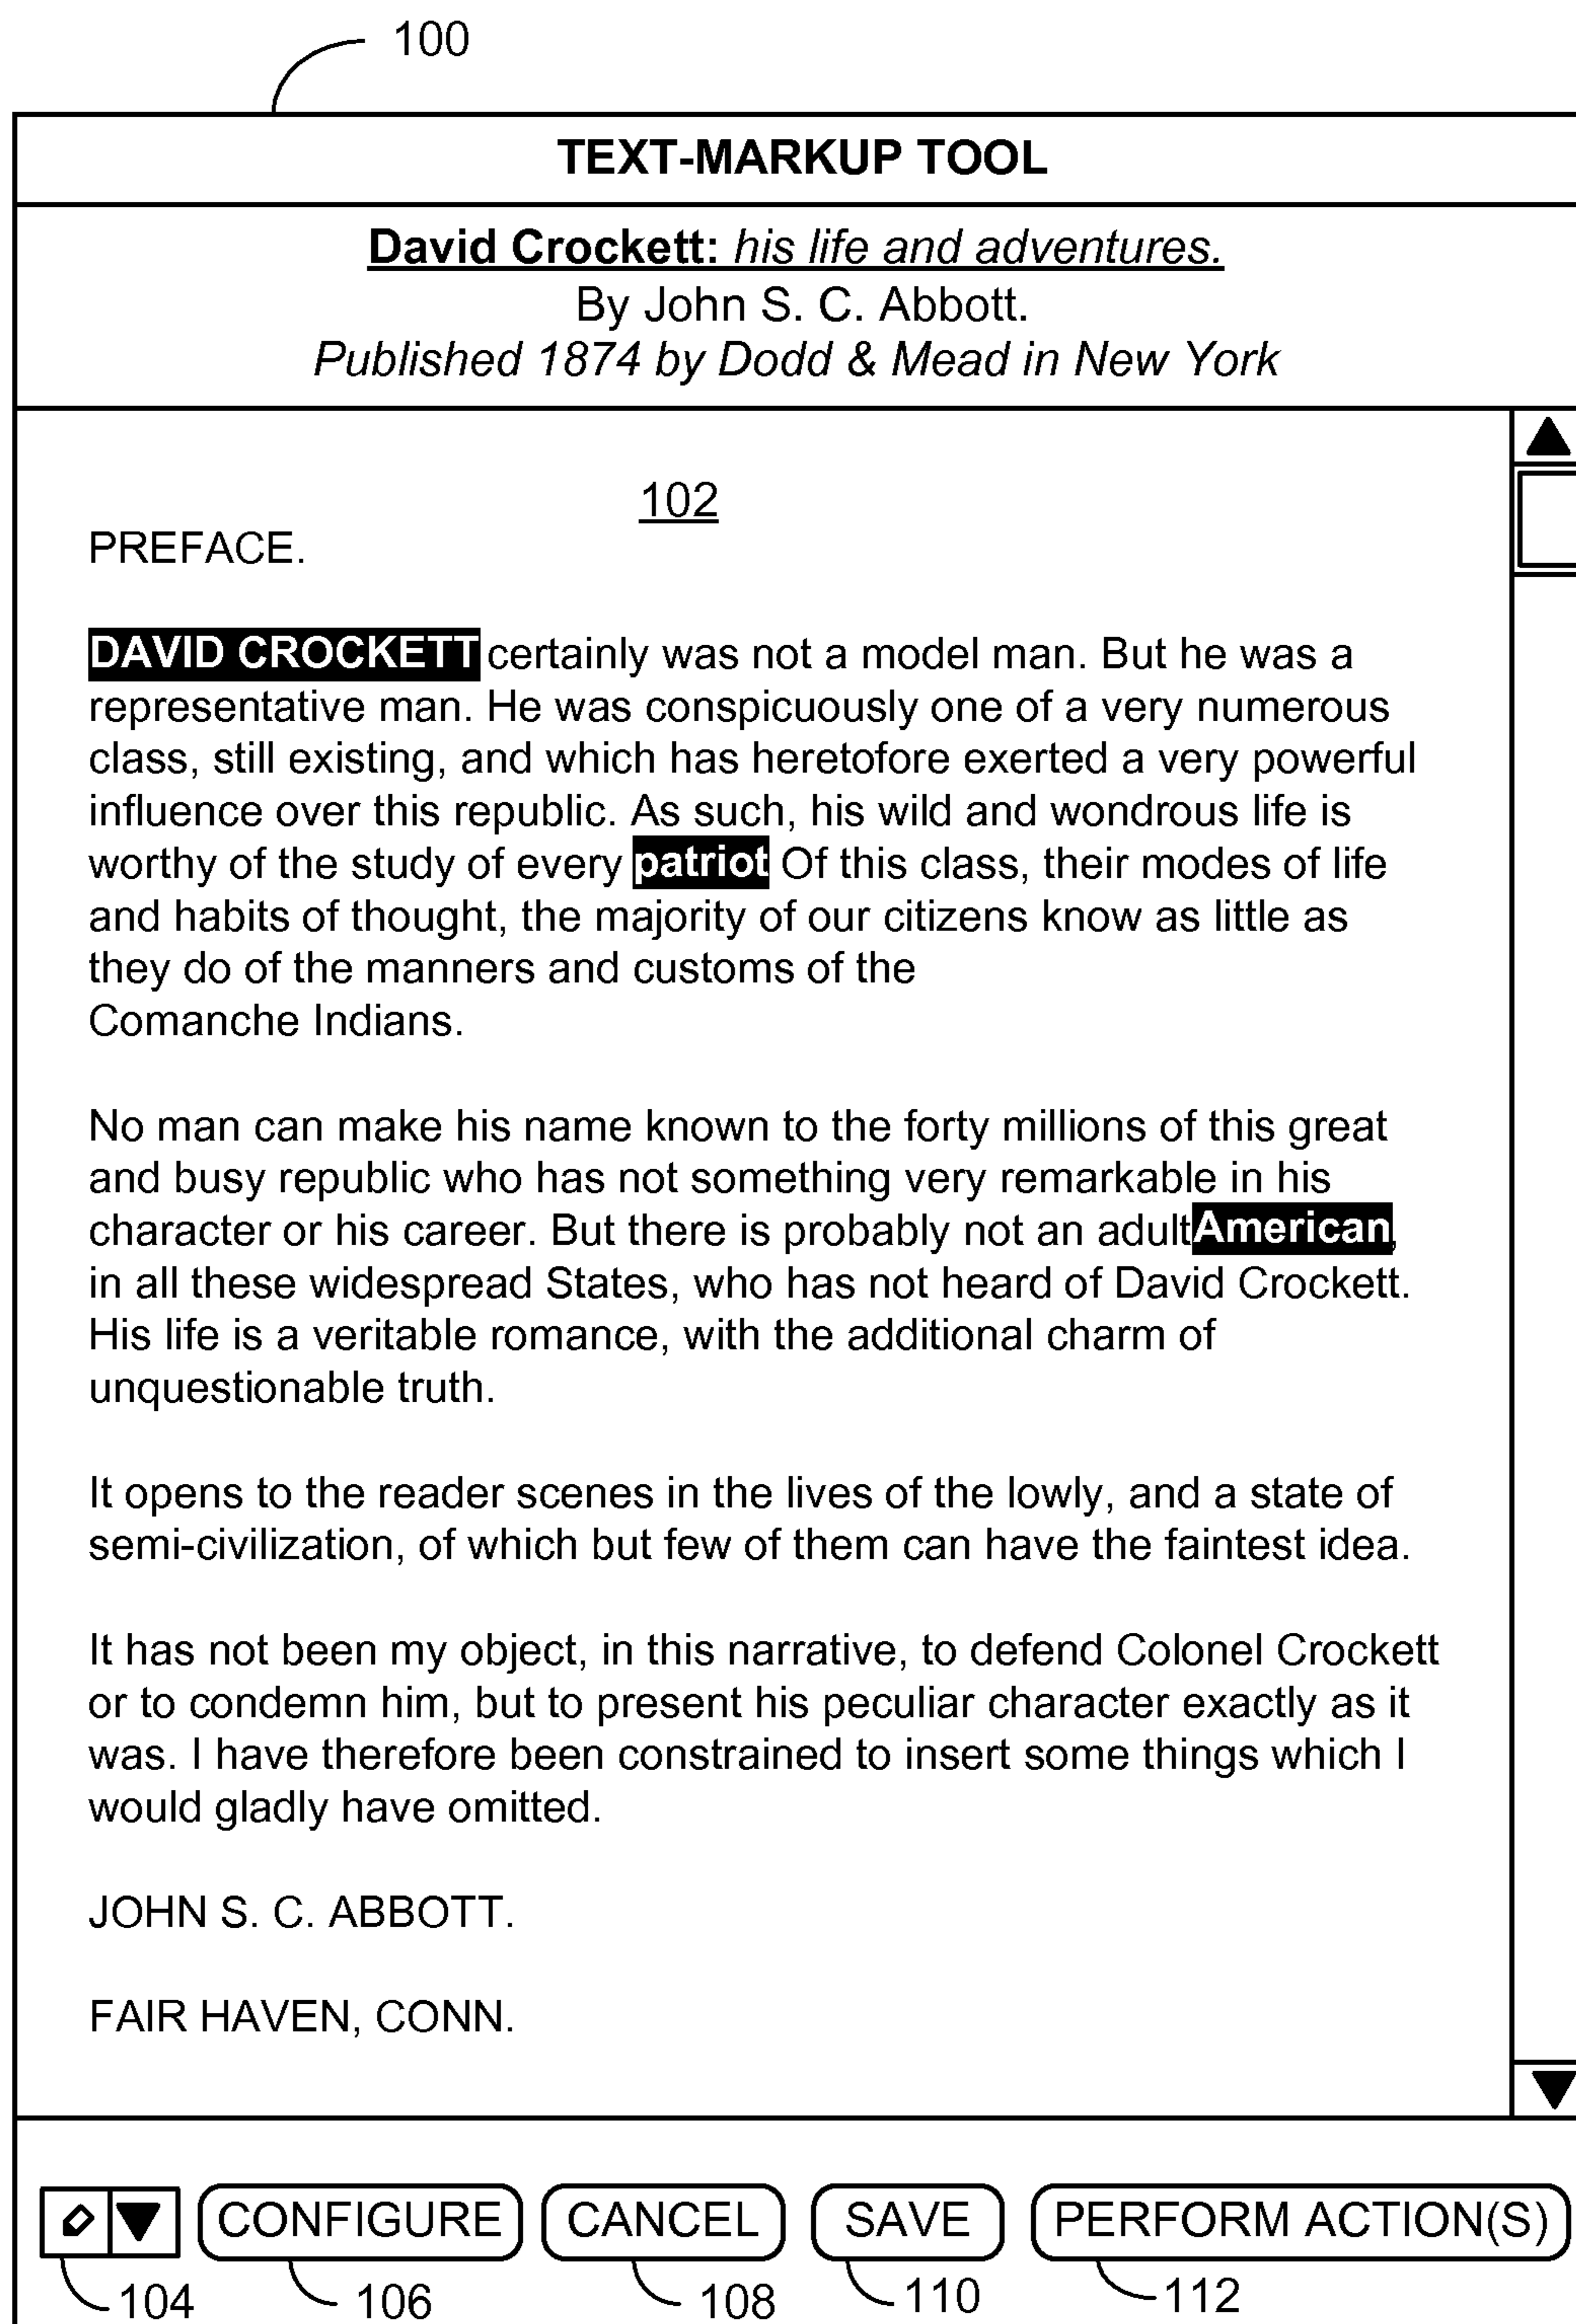 100
TEXT-MARKUP TOOL
David Crockett: his life and adventures.
By John S. C. Abbott.
Published 1874 by Dodd & Mead in New York
102
PREFACE.
DAVID CROCKETT certainly was not a model man. But he was a
representative man. He was conspicuously one of a very numerous
class, still existing, and which has heretofore exerted a very powerful
influence over this republic. As such, his wild and wondrous life is
worthy of the study of every patriot Of this class, their modes of life
and habits of thought, the majority of our citizens know as little as
they do of the manners and customs of the
Comanche Indians.
No man can make his name known to the forty millions of this great
and busy republic who has not something very remarkable in his
character or his career. But there is probably not an adult American,
in all these widespread States, who has not heard of David Crockett.
His life is a veritable romance, with the additional charm of
unquestionable truth.
It opens to the reader scenes in the lives of the lowly, and a state of
semi-civilization, of which but few of them can have the faintest idea.
It has not been my object, in this narrative, to defend Colonel Crockett
or to condemn him, but to present his peculiar character exactly as it
was. I have therefore been constrained to insert some things which I
would gladly have omitted.
JOHN S. C. ABBOTT.
FAIR HAVEN, CONN.
CONFIGURE CANCEL SAVE PERFORM ACTION(S)
104 106 108 110 112